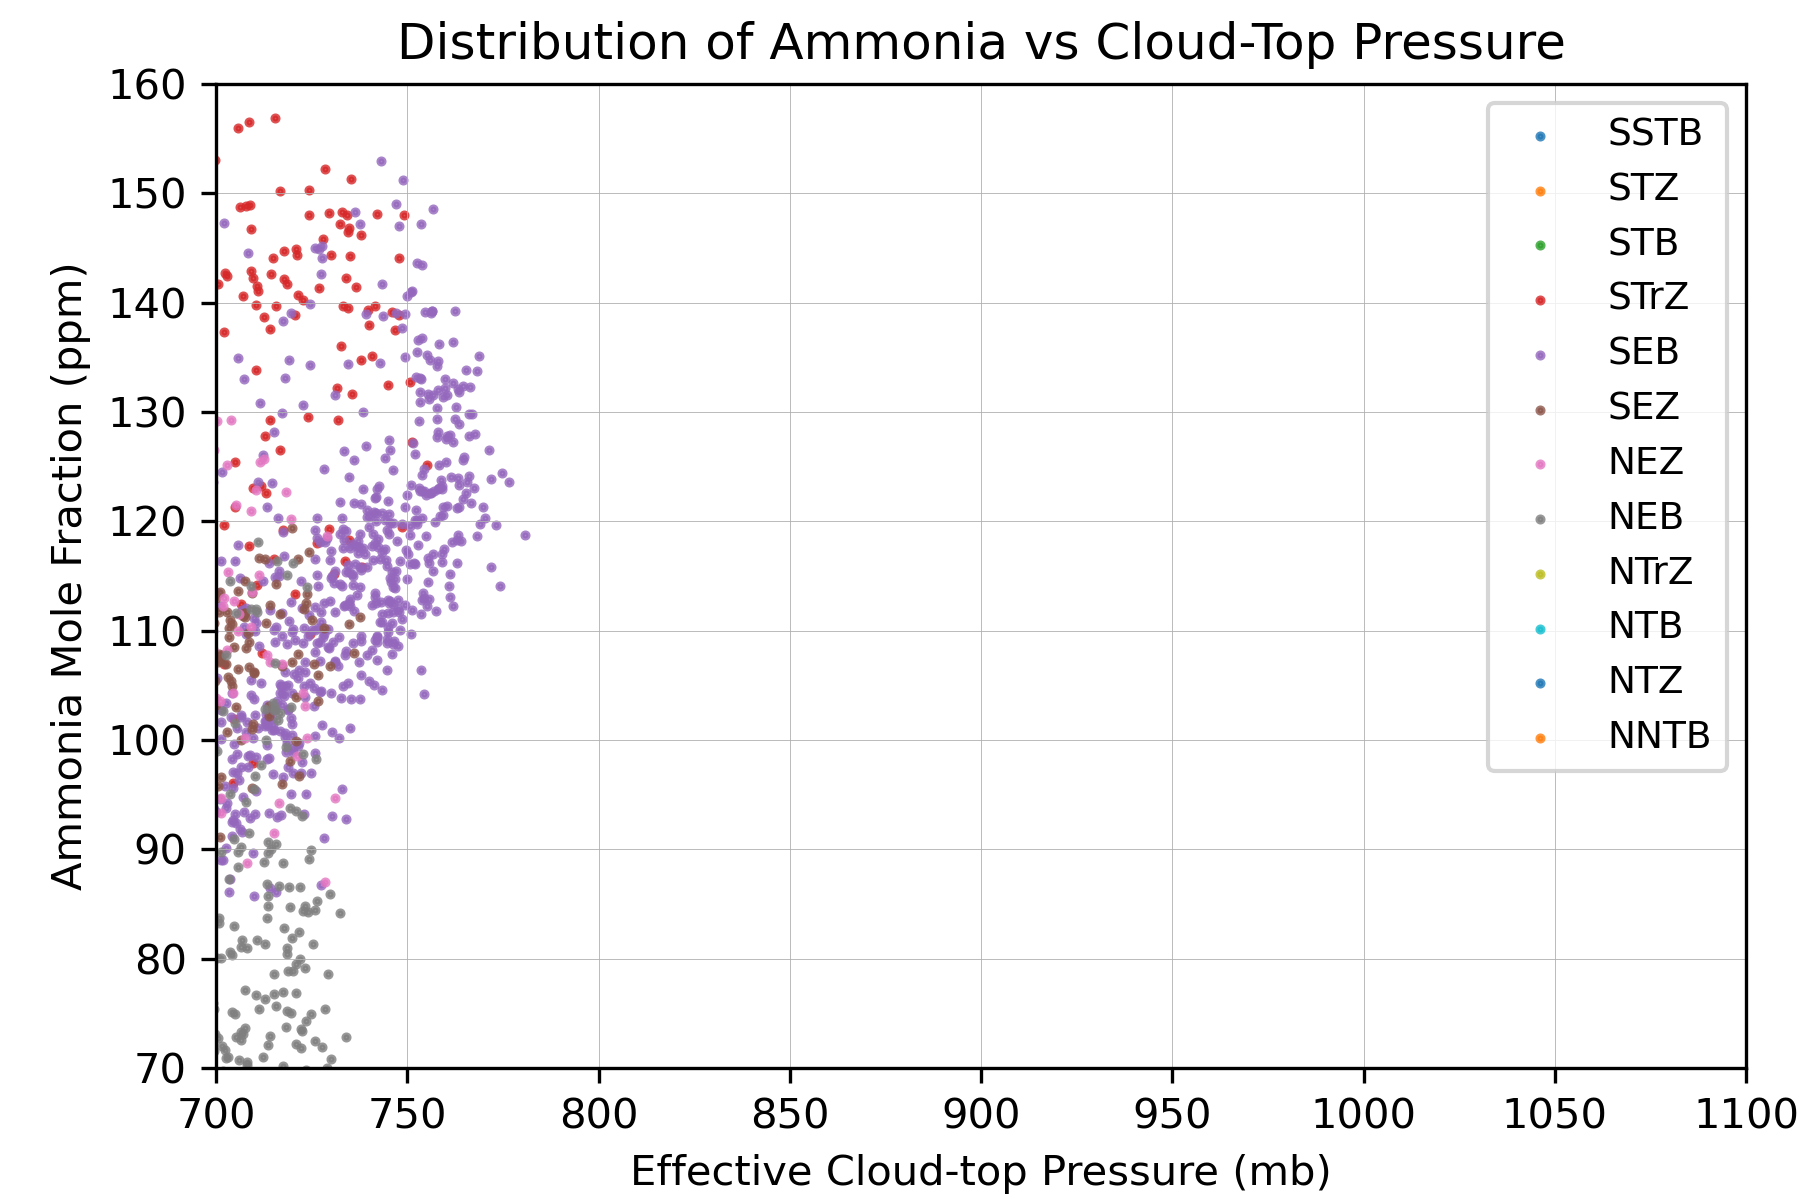 Distribution of Ammonia vs Cloud-Top Pressure
160
150
140
130
120
110
100
90
80
70
Ammonia Mole Fraction (ppm)
SSTB
STZ
STB
STrZ
SEB
SEZ
NEZ
NEB
NTrZ
NTB
NTZ
NNTB
700 750 800 850 900 950 1000 1050 1100
Effective Cloud-top Pressure (mb)